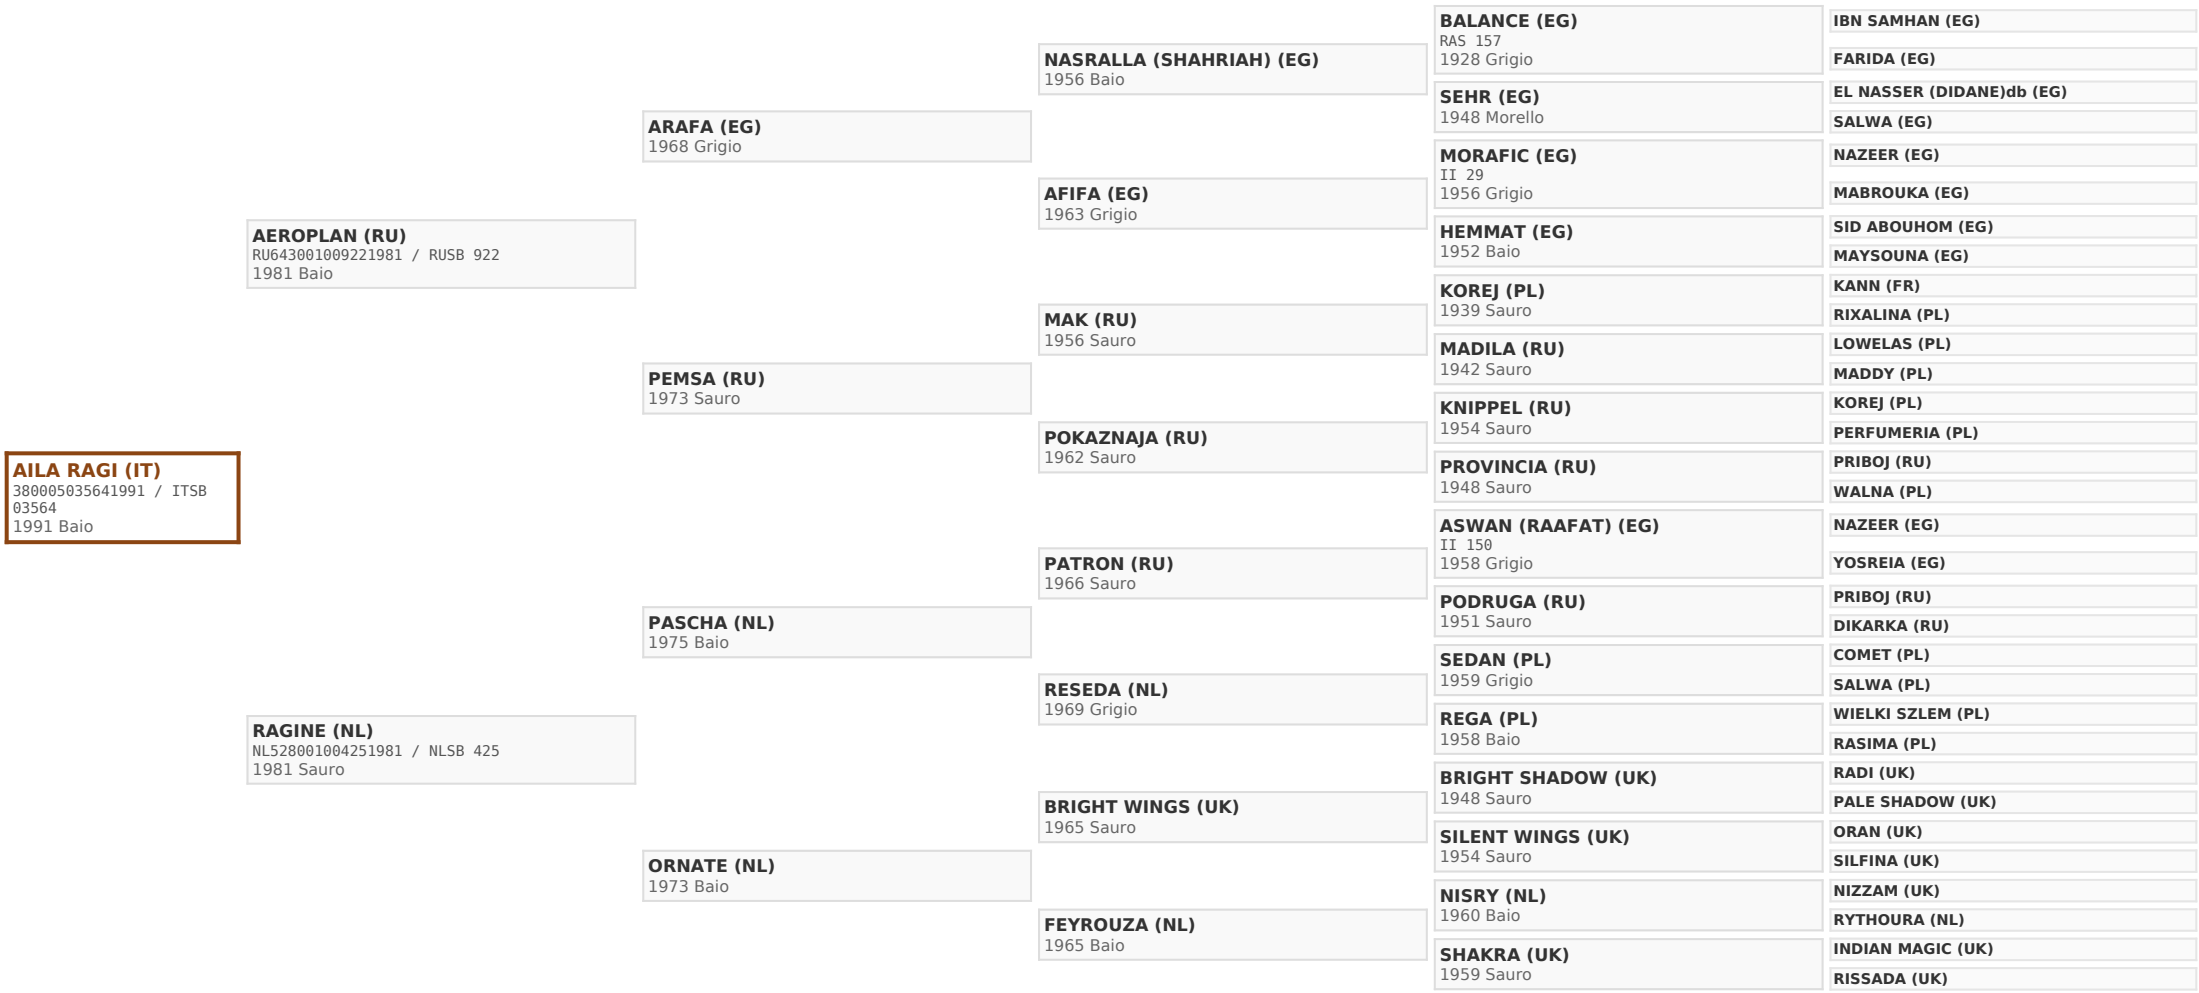 AILA RAGI (IT)
380005035641991 / ITSB
03564
1991 Baio
AEROPLAN (RU)
RU643001009221981 / RUSB 922
1981 Baio
RAGINE (NL)
NL528001004251981 / NLSB 425
1981 Sauro
ARAFA (EG)
1968 Grigio
PEMSA (RU)
1973 Sauro
PASCHA (NL)
1975 Baio
ORNATE (NL)
1973 Baio
NASRALLA (SHAHRIAH) (EG)
1956 Baio
AFIFA (EG)
1963 Grigio
MAK (RU)
1956 Sauro
POKAZNAJA (RU)
1962 Sauro
PATRON (RU)
1966 Sauro
RESEDA (NL)
1969 Grigio
BRIGHT WINGS (UK)
1965 Sauro
FEYROUZA (NL)
1965 Baio
BALANCE (EG)
RAS 157
1928 Grigio
SEHR (EG)
1948 Morello
MORAFIC (EG)
II 29
1956 Grigio
HEMMAT (EG)
1952 Baio
KOREJ (PL)
1939 Sauro
MADILA (RU)
1942 Sauro
KNIPPEL (RU)
1954 Sauro
PROVINCIA (RU)
1948 Sauro
ASWAN (RAAFAT) (EG)
II 150
1958 Grigio
PODRUGA (RU)
1951 Sauro
SEDAN (PL)
1959 Grigio
REGA (PL)
1958 Baio
BRIGHT SHADOW (UK)
1948 Sauro
SILENT WINGS (UK)
1954 Sauro
NISRY (NL)
1960 Baio
SHAKRA (UK)
1959 Sauro
IBN SAMHAN (EG)
FARIDA (EG)
EL NASSER (DIDANE)db (EG)
SALWA (EG)
NAZEER (EG)
MABROUKA (EG)
SID ABOUHOM (EG)
MAYSOUNA (EG)
KANN (FR)
RIXALINA (PL)
LOWELAS (PL)
MADDY (PL)
KOREJ (PL)
PERFUMERIA (PL)
PRIBOJ (RU)
WALNA (PL)
NAZEER (EG)
YOSREIA (EG)
PRIBOJ (RU)
DIKARKA (RU)
COMET (PL)
SALWA (PL)
WIELKI SZLEM (PL)
RASIMA (PL)
RADI (UK)
PALE SHADOW (UK)
ORAN (UK)
SILFINA (UK)
NIZZAM (UK)
RYTHOURA (NL)
INDIAN MAGIC (UK)
RISSADA (UK)